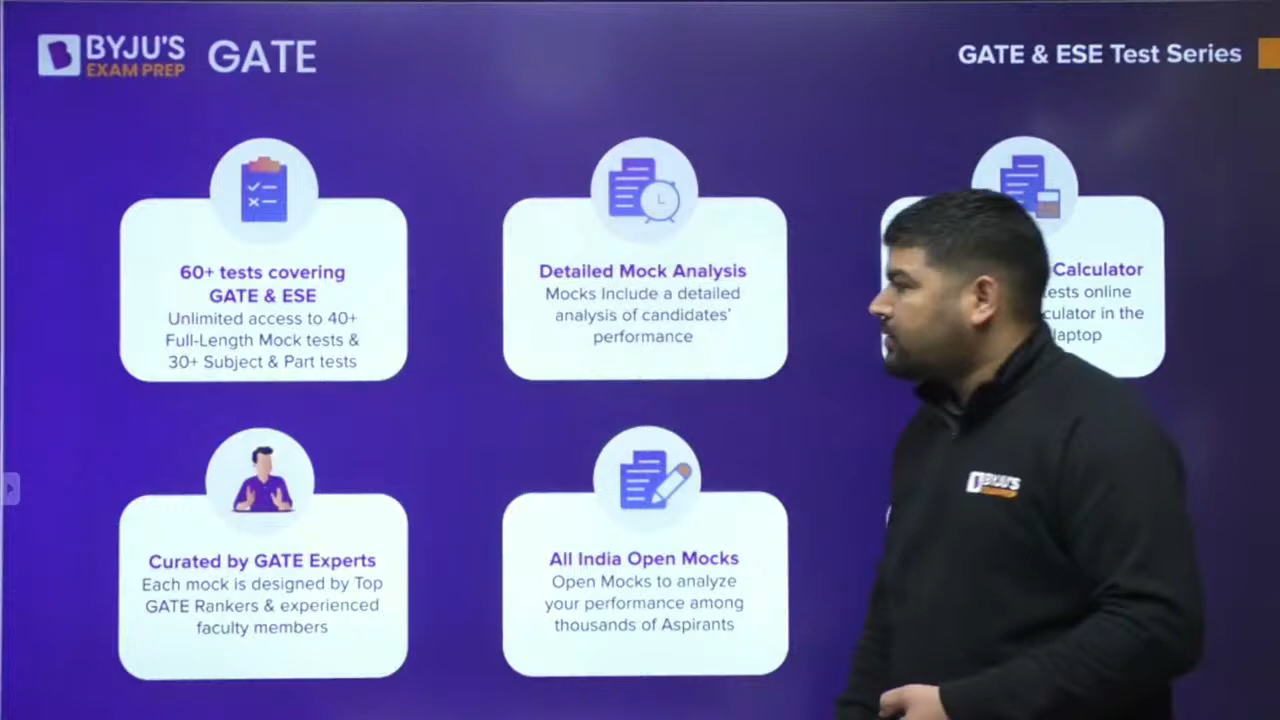 BYJU'S
EXAM PREP
GATE
GATE & ESE Test Series
60+ tests covering
GATE & ESE
Unlimited access to 40+
Full-Length Mock tests &
30+ Subject & Part tests
Detailed Mock Analysis
Mocks Include a detailed
analysis of candidates'
performance
Calculator
online
in the
laptop
Curated by GATE Experts
Each mock is designed by Top
GATE Rankers & experienced
faculty members
All India Open Mocks
Open Mocks to analyze
your performance among
thousands of Aspirants
BYJU'S